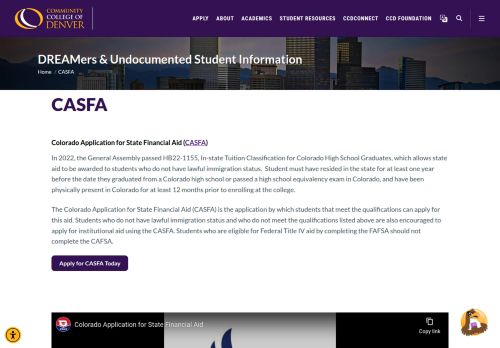 COMMUNITY
COLLEGE OF
DENVER
APPLY ABOUT ACADEMICS STUDENT RESOURCES CCDCONNECT CCD FOUNDATION
DREAMers & Undocumented Student Information
Home / CASFA
CASFA
Colorado Application for State Financial Aid (CASFA)
In 2022, the General Assembly passed HB22-1155, In-state Tuition Classification for Colorado High School Graduates, which allows state
aid to be awarded to students who do not have lawful immigration status. Student must have resided in the state for at least one year
before the date they graduated from a Colorado high school or passed a high school equivalency exam in Colorado, and have been
physically present in Colorado for at least 12 months prior to enrolling at the college.
The Colorado Application for State Financial Aid (CASFA) is the application by which students that meet the qualifications can apply for
this aid. Students who do not have lawful immigration status and who do not meet the qualifications listed above are also encouraged to
apply for institutional aid using the CASFA. Students who are eligible for Federal Title IV aid by completing the FAFSA should not
complete the CAFSA.
Apply for CASFA Today
Colorado Application for State Financial Aid
Copy link